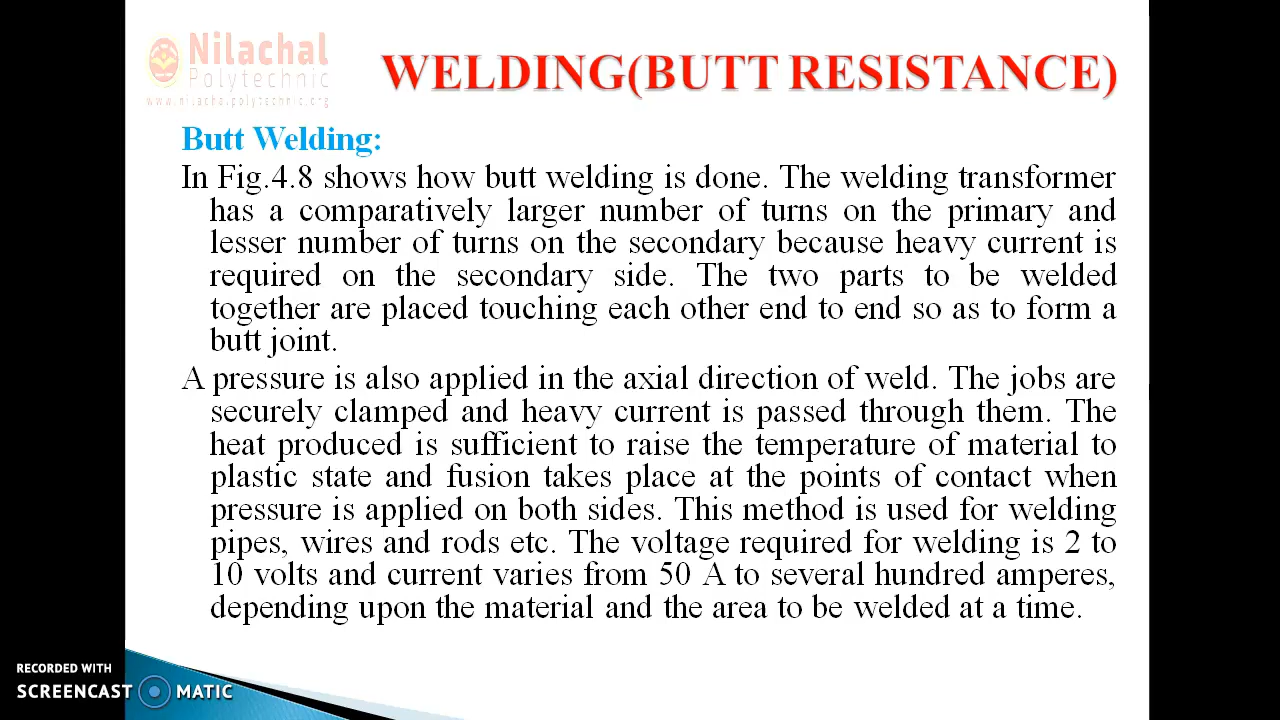 Nilachal
Polytechnic
www.nilacha.polytechnic.org
WELDING(BUTT RESISTANCE)
Butt Welding:
In Fig.4.8 shows how butt welding is done. The welding transformer
has a comparatively larger number of turns on the primary and
lesser number of turns on the secondary because heavy current is
required on the secondary side. The two parts to be welded
together are placed touching each other end to end so as to form a
butt joint.
A pressure is also applied in the axial direction of weld. The jobs are
securely clamped and heavy current is passed through them. The
heat produced is sufficient to raise the temperature of material to
plastic state and fusion takes place at the points of contact when
pressure is applied on both sides. This method is used for welding
pipes, wires and rods etc. The voltage required for welding is 2 to
10 volts and current varies from 50 A to several hundred amperes,
depending upon the material and the area to be welded at a time.
RECORDED WITH
SCREENCAST MATIC